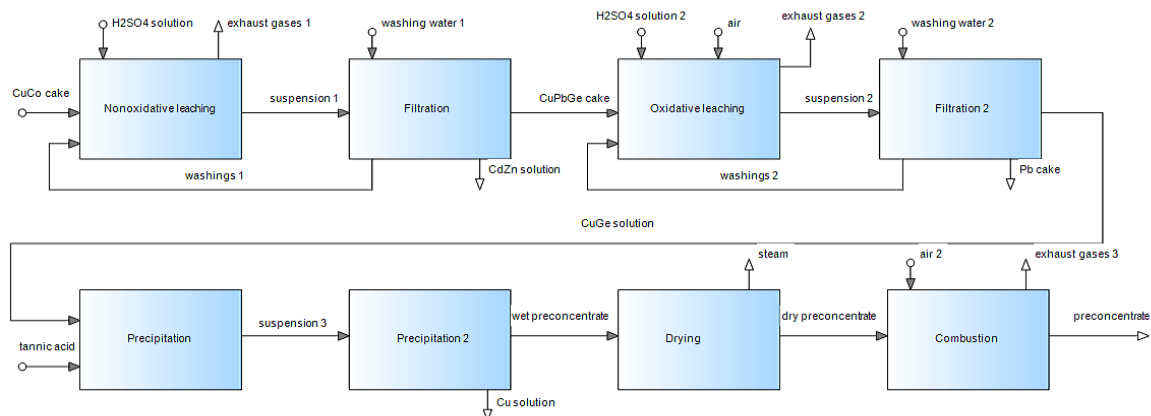 H2SO4 solution
exhaust gases 1
washing water 1
H2SO4 solution 2
air
exhaust gases 2
washing water 2
CuCo cake
Nonoxidative leaching
suspension 1
Filtration
CuPbGe cake
Oxidative leaching
suspension 2
Filtration 2
washings 1
CdZn solution
washings 2
Pb cake
CuGe solution
steam
air 2
exhaust gases 3
Precipitation
suspension 3
Precipitation 2
wet preconcentrate
Drying
dry preconcentrate
Combustion
preconcentrate
tannic acid
Cu solution